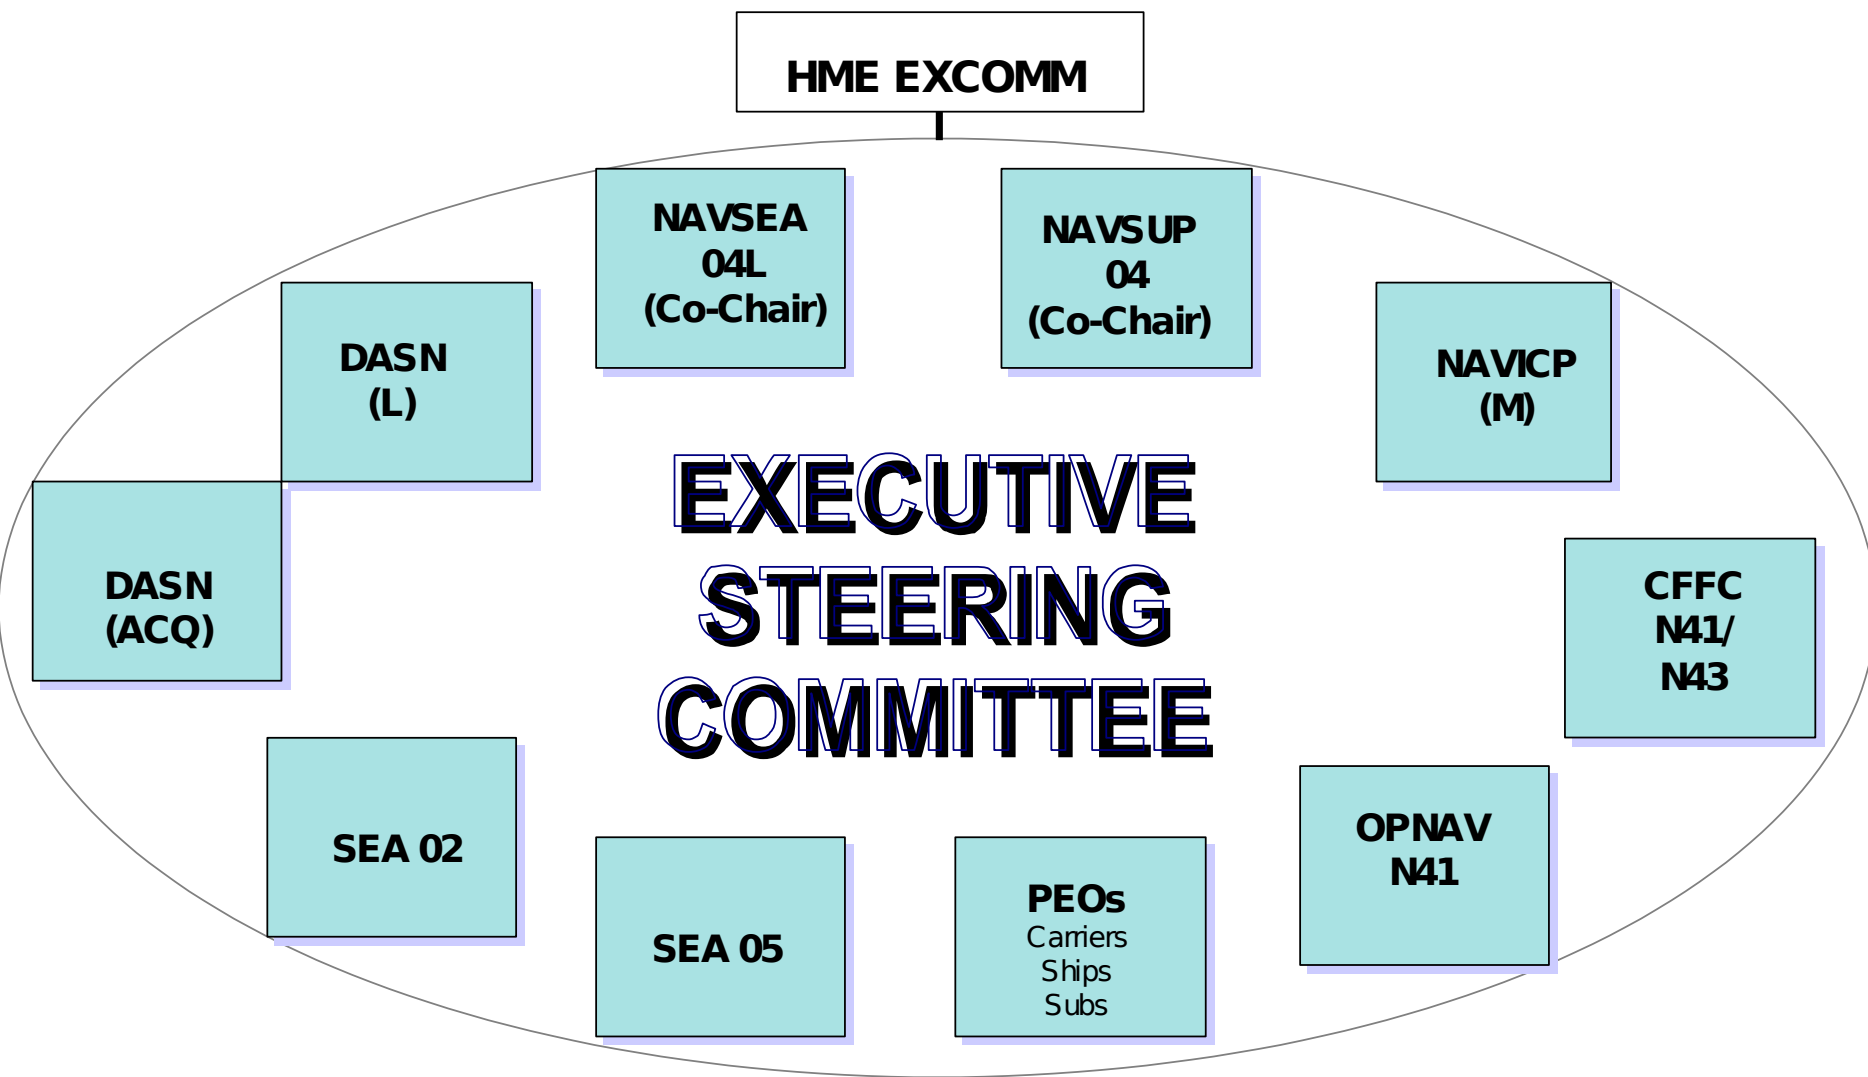 HME EXCOMM
NAVSEA
04L
(Co-Chair)
NAVSUP
04
(Co-Chair)
DASN
(L)
NAVICP
(M)
EXECUTIVE
STEERING
COMMITTEE
DASN
(ACQ)
CFFC
N41/
N43
SEA 02
SEA 05
PEOs
Carriers
Ships
Subs
OPNAV
N41